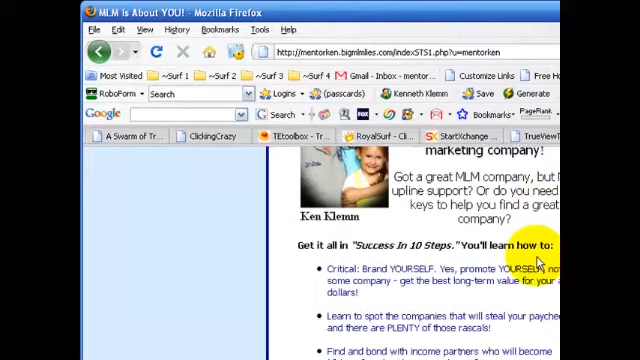 MLM Is About YOU! - Mozilla Firefox
File Edit View History Bookmarks Tools Help
http://mentorken.bigmlmlies.com/indexSTS1.php?u=mentorken
Most Visited ~Surf 1 ~Surf 2 ~Surf 3 ~Surf 4 Gmail - Inbox - mentor... Customize Links Free Ho
RoboForm Search Logins (passcards) Kenneth Klemm Save Generate
Google Search Bookmarks PageRank
A Swarm of Tr... ClickingCrazy TEtoolbox - Tr... RoyalSurf - Cli... StartXchange ... TrueViewT
marketing company!
Got a great MLM company, but
upline support? Or do you need
keys to help you find a great
company?
Ken Klemm
Get it all in "Success In 10 Steps." You'll learn how to:
Critical: Brand YOURSELF. Yes, promote YOURSELF, no
some company - get the best long-term value for your
dollars!
Learn to spot the companies that will steal your payche
and there are PLENTY of those rascals!
Find and bond with income partners who will become